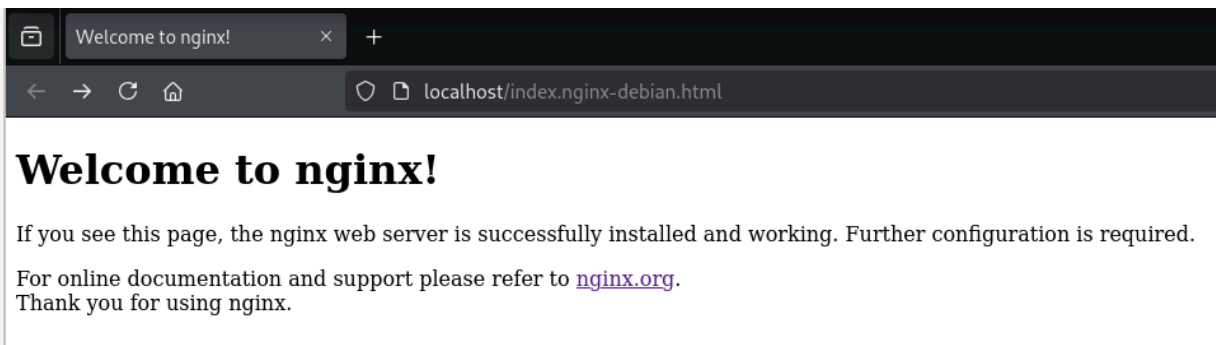 Welcome to nginx!
localhost/index.nginx-debian.html
Welcome to nginx!
If you see this page, the nginx web server is successfully installed and working. Further configuration is required.
For online documentation and support please refer to nginx.org.
Thank you for using nginx.